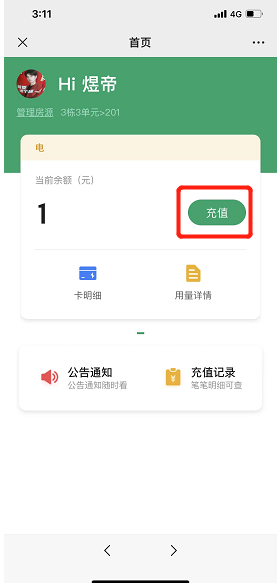 3:11
4G
首页
Hi 煜帝
管理房源 3栋3单元>201
电
当前余额（元）
1
充值
卡明细
用量详情
公告通知
公告通知随时看
充值记录
笔笔明细可查